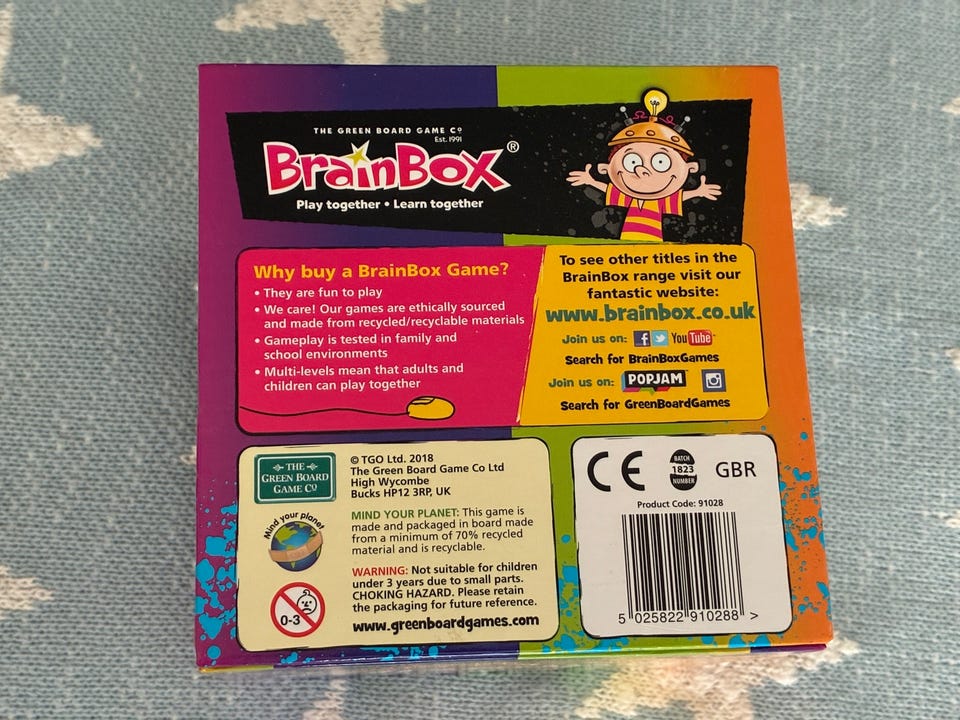 THE GREEN BOARD GAME Cº
Est. 1991
BrainBox®
Play together • Learn together
Why buy a BrainBox Game?
• They are fun to play
• We care! Our games are ethically sourced
and made from recycled/recyclable materials
• Gameplay is tested in family and
school environments
• Multi-levels mean that adults and
children can play together
To see other titles in the
BrainBox range visit our
fantastic website:
www.brainbox.co.uk
Join us on: f YouTube
Search for BrainBoxGames
Join us on: POPJAM
Search for GreenBoardGames
THE
GREEN BOARD
GAME Cº
© TGO Ltd. 2018
The Green Board Game Co Ltd
High Wycombe
Bucks HP12 3RP, UK
Mind your planet
MIND YOUR PLANET: This game is
made and packaged in board made
from a minimum of 70% recycled
material and is recyclable.
0-3
WARNING: Not suitable for children
under 3 years due to small parts.
CHOKING HAZARD. Please retain
the packaging for future reference.
www.greenboardgames.com
CE
BATCH
1823
NUMBER
GBR
Product Code: 91028
5 025822 910288 >